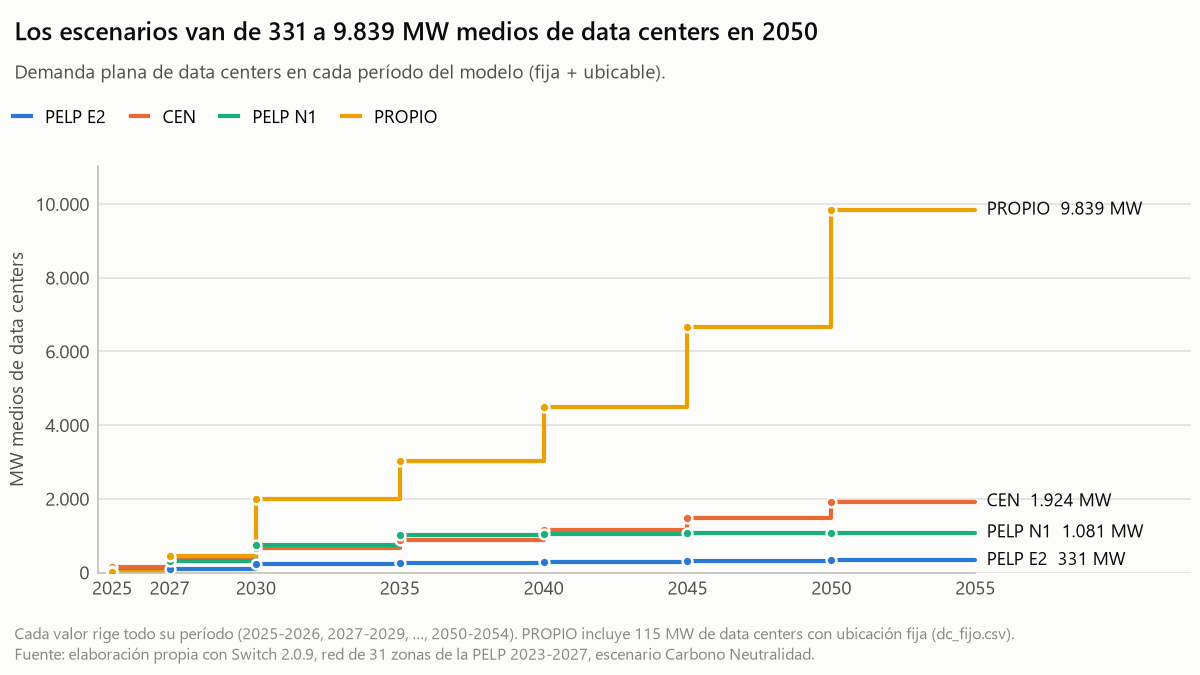 Los escenarios van de 331 a 9.839 MW medios de data centers en 2050
Demanda plana de data centers en cada período del modelo (fija + ubicable).
PELP E2 CEN PELP N1 PROPIO
MW medios de data centers
10.000
8.000
6.000
4.000
2.000
0
PROPIO 9.839 MW
CEN 1.924 MW
PELP N1 1.081 MW
PELP E2 331 MW
2025 2027 2030 2035 2040 2045 2050 2055
Cada valor rige todo su período (2025-2026, 2027-2029, ..., 2050-2054). PROPIO incluye 115 MW de data centers con ubicación fija (dc_fijo.csv).
Fuente: elaboración propia con Switch 2.0.9, red de 31 zonas de la PELP 2023-2027, escenario Carbono Neutralidad.